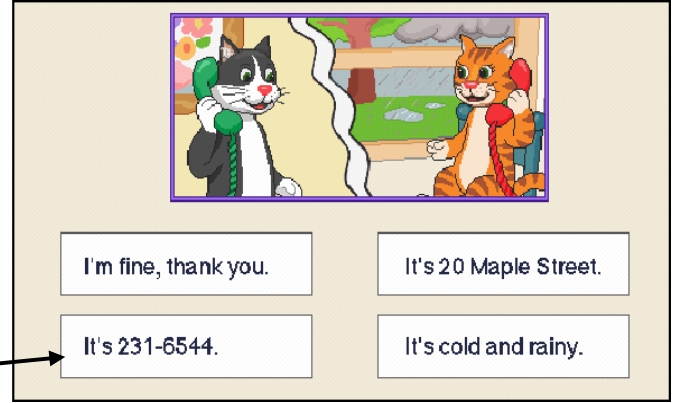 I'm fine, thank you.
It's 20 Maple Street.
It's 231-6544.
It's cold and rainy.